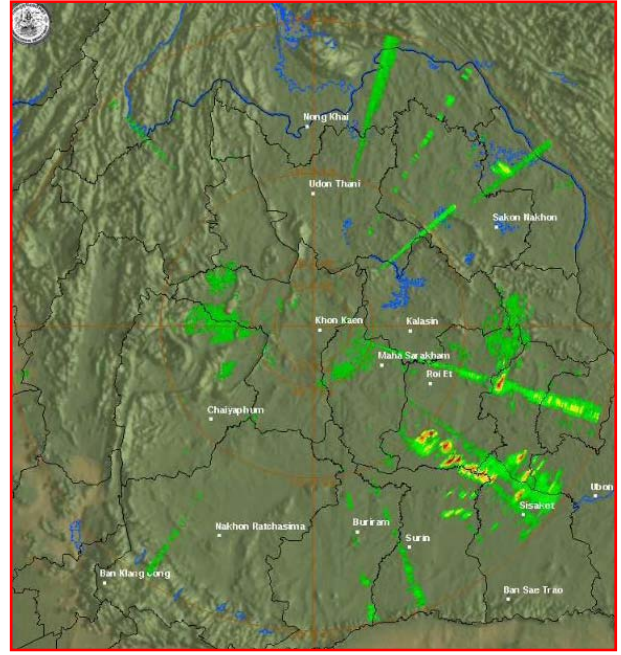 Nong Khai
Udon Thani
Sakon Nakhon
Khon Kaen
Kalasin
Maha Sarakham
Roi Et
Chaiyaphum
Ubon
Sisaket
Nakhon Ratchasima
Buriram
Surin
Ban Klang Gong
Ban Sae Trao